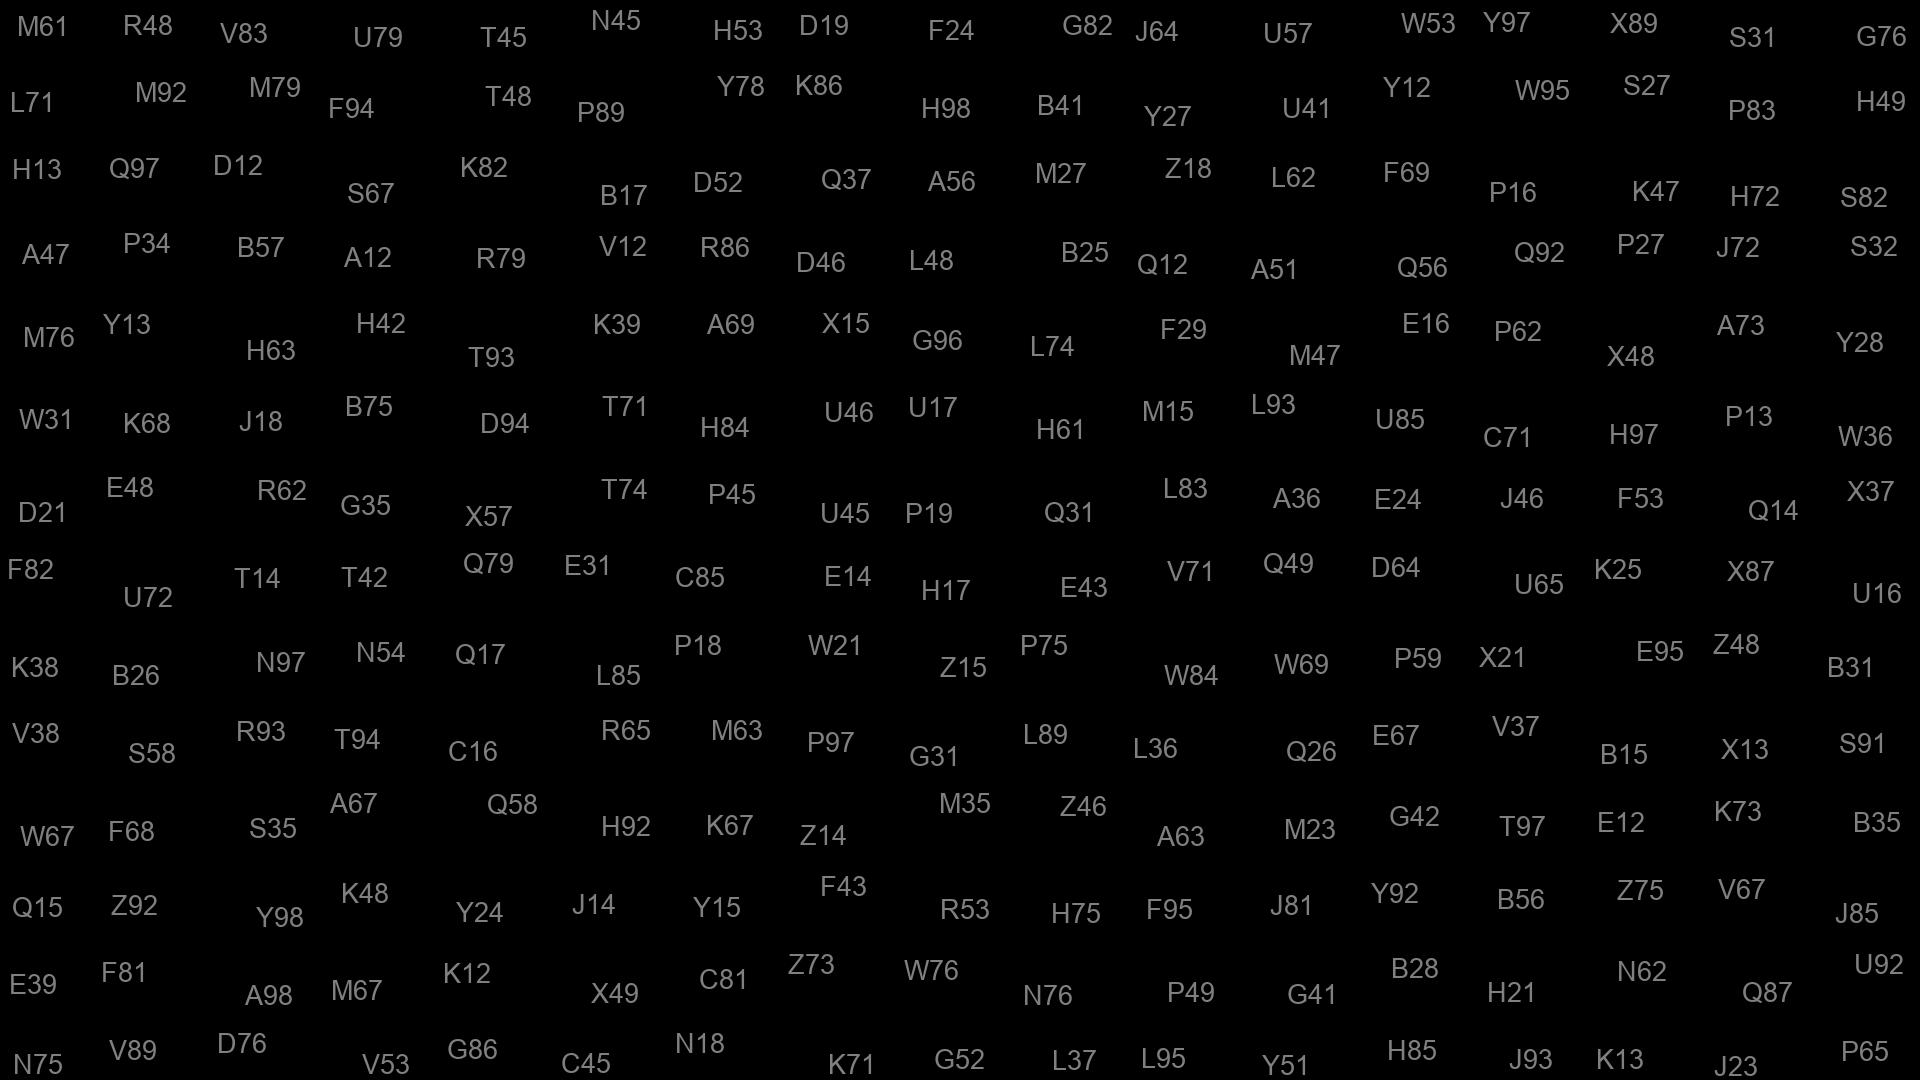 M61 R48 V83 U79 T45 N45 H53 D19 F24 G82 J64 U57 W53 Y97 X89 S31 G76
L71 M92 M79 F94 T48 P89 Y78 K86 H98 B41 Y27 U41 Y12 W95 S27 P83 H49
H13 Q97 D12 S67 K82 B17 D52 Q37 A56 M27 Z18 L62 F69 P16 K47 H72 S82
A47 P34 B57 A12 R79 V12 R86 D46 L48 B25 Q12 A51 Q56 Q92 P27 J72 S32
M76 Y13 H63 H42 T93 K39 A69 X15 G96 L74 F29 M47 E16 P62 X48 A73 Y28
W31 K68 J18 B75 D94 T71 H84 U46 U17 H61 M15 L93 U85 C71 H97 P13 W36
D21 E48 R62 G35 X57 T74 P45 U45 P19 Q31 L83 A36 E24 J46 F53 Q14 X37
F82 U72 T14 T42 Q79 E31 C85 E14 H17 E43 V71 Q49 D64 U65 K25 X87 U16
K38 B26 N97 N54 Q17 L85 P18 W21 Z15 P75 W84 W69 P59 X21 E95 Z48 B31
V38 S58 R93 T94 C16 R65 M63 P97 G31 L89 L36 Q26 E67 V37 B15 X13 S91
W67 F68 S35 A67 Q58 H92 K67 Z14 M35 Z46 A63 M23 G42 T97 E12 K73 B35
Q15 Z92 Y98 K48 Y24 J14 Y15 F43 R53 H75 F95 J81 Y92 B56 Z75 V67 J85
E39 F81 A98 M67 K12 X49 C81 Z73 W76 N76 P49 G41 B28 H21 N62 Q87 U92
N75 V89 D76 V53 G86 C45 N18 K71 G52 L37 L95 Y51 H85 J93 K13 J23 P65